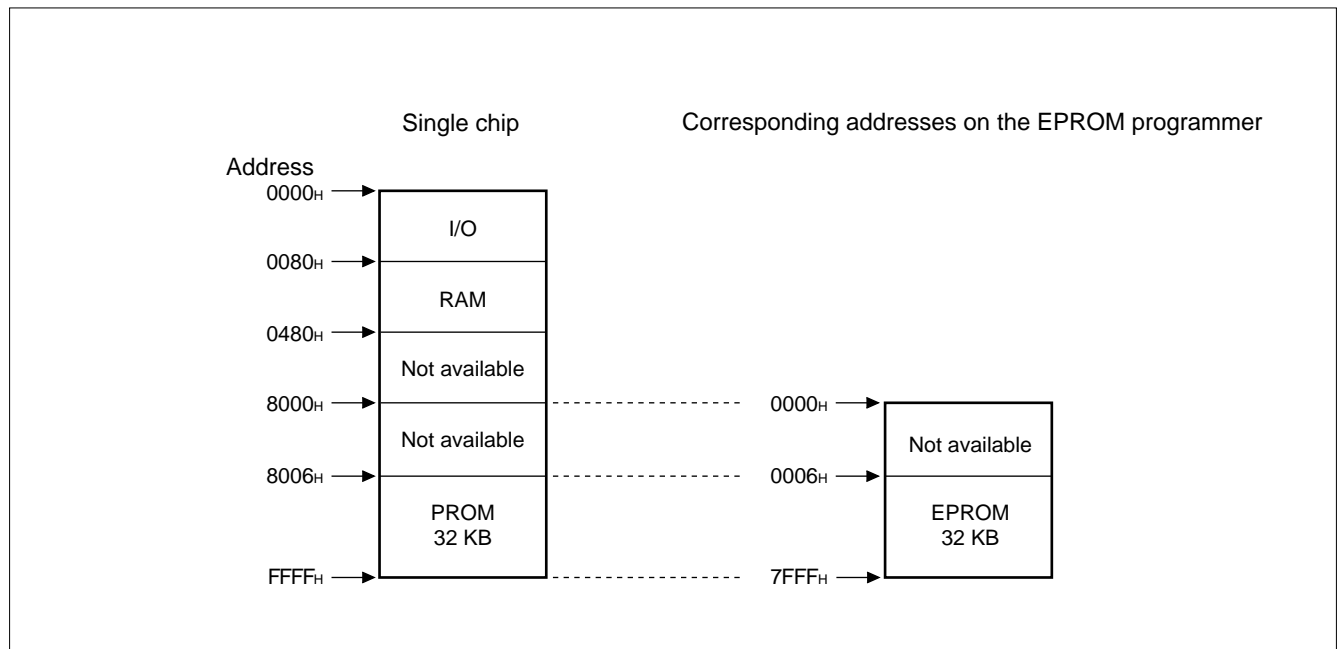 Single chip
Corresponding addresses on the EPROM programmer
Address
0000H
I/O
0080H
RAM
0480H
Not available
8000H
0000H
Not available
Not available
8006H
0006H
PROM
32 KB
EPROM
32 KB
FFFFH
7FFFH